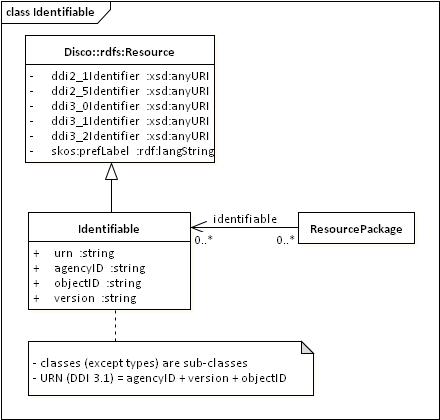 class Identifiable
Disco::rdfs:Resource
- ddi2_1Identifier :xsd:anyURI
- ddi2_5Identifier :xsd:anyURI
- ddi3_0Identifier :xsd:anyURI
- ddi3_1Identifier :xsd:anyURI
- ddi3_2Identifier :xsd:anyURI
- skos:prefLabel :rdf:langString
Identifiable
+ urn :string
+ agencyID :string
+ objectID :string
+ version :string
identifiable
0..* 0..*
ResourcePackage
- classes (except types) are sub-classes
- URN (DDI 3.1) = agencyID + version + objectID